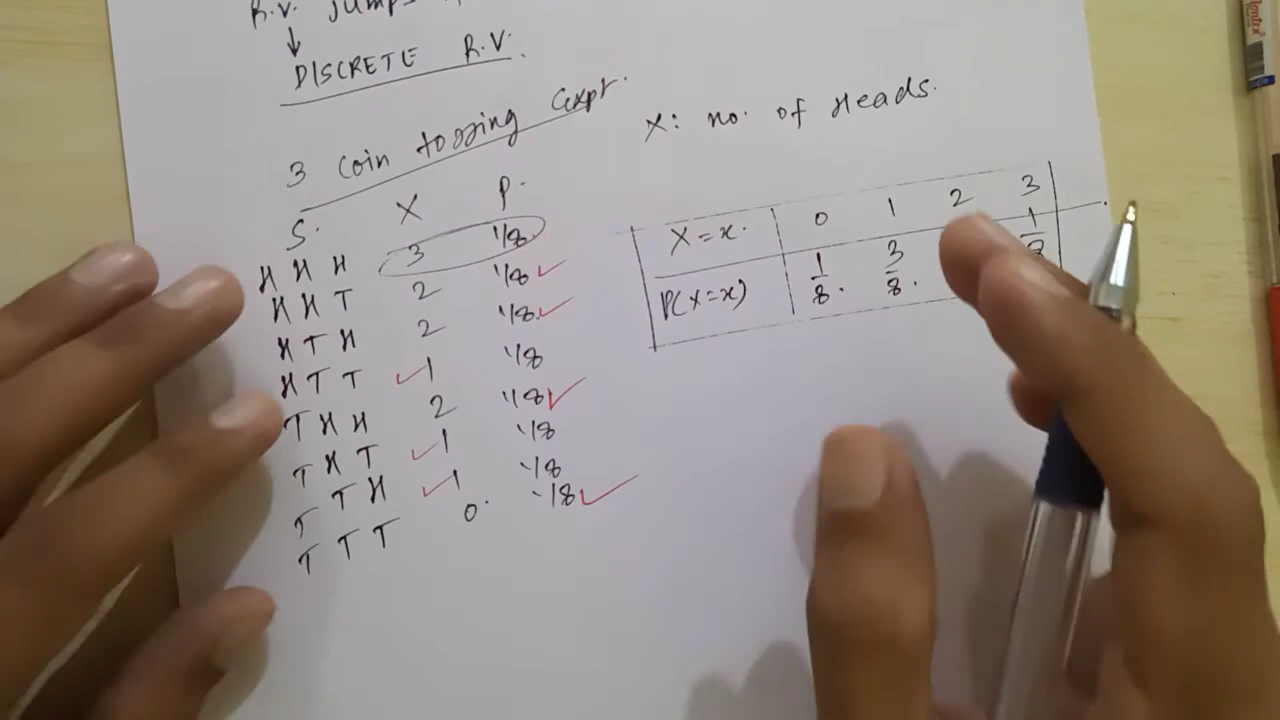 R.V. Jump
↓
DISCRETE R.V.
3 Coin tossing Expt.
X: no. of Heads.
S. X P.
H H H 3 1/8
H H T 2 1/8 ✓
H T H 2 1/8. ✓
H T T ✓ 1 1/8
T H H 2 1/8 ✓
T H T ✓ 1 1/8
T T H ✓ 1 1/8
T T T 0. 1/8 ✓
X = x. 0 1 2 3
P(X=x) 1/8. 3/8. 1/8